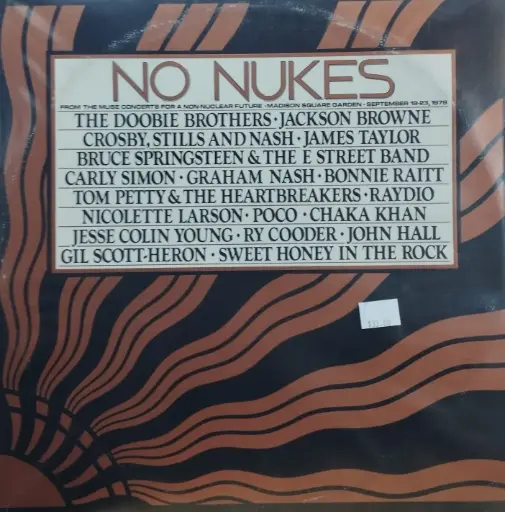 NO NUKES
FROM THE MUSE CONCERTS FOR A NON-NUCLEAR FUTURE · MADISON SQUARE GARDEN · SEPTEMBER 19-23, 1979
THE DOOBIE BROTHERS · JACKSON BROWNE
CROSBY, STILLS AND NASH · JAMES TAYLOR
BRUCE SPRINGSTEEN & THE E STREET BAND
CARLY SIMON · GRAHAM NASH · BONNIE RAITT
TOM PETTY & THE HEARTBREAKERS · RAYDIO
NICOLETTE LARSON · POCO · CHAKA KHAN
JESSE COLIN YOUNG · RY COODER · JOHN HALL
GIL SCOTT-HERON · SWEET HONEY IN THE ROCK